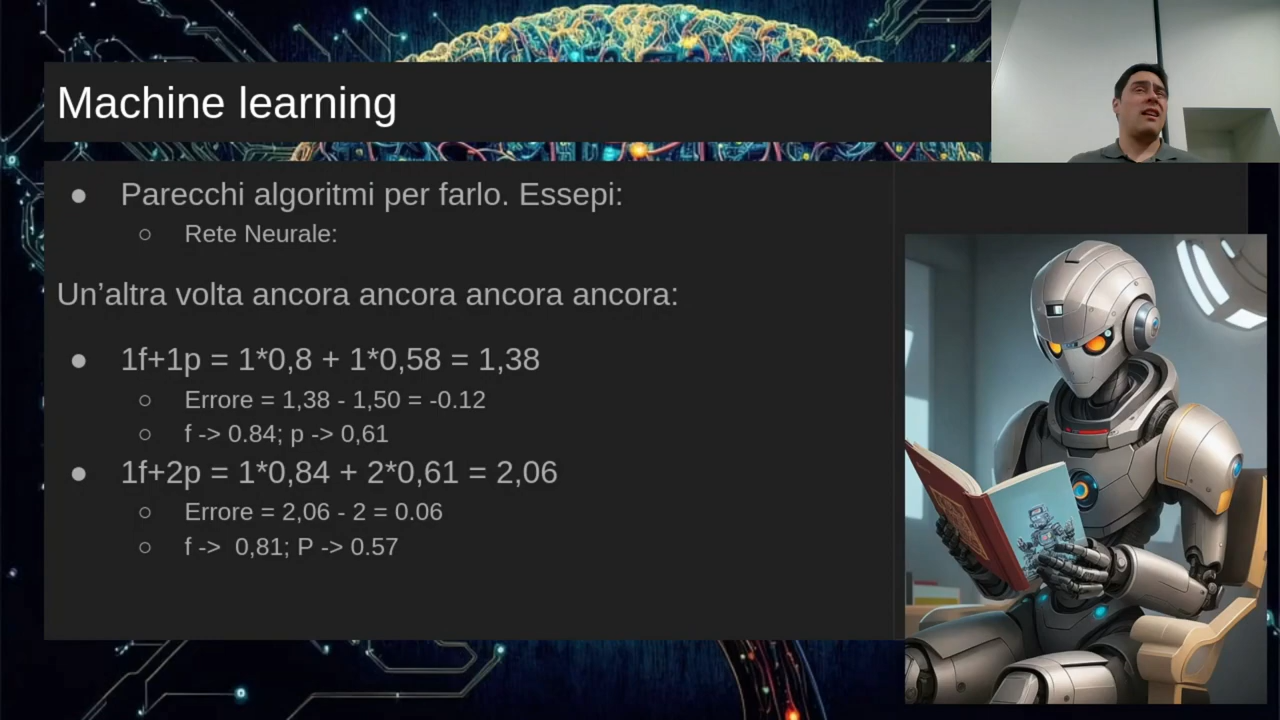 Machine learning
● Parecchi algoritmi per farlo. Essepi:
○ Rete Neurale:
Un’altra volta ancora ancora ancora ancora:
● 1f+1p = 1*0,8 + 1*0,58 = 1,38
○ Errore = 1,38 - 1,50 = -0.12
○ f -> 0.84; p -> 0,61
● 1f+2p = 1*0,84 + 2*0,61 = 2,06
○ Errore = 2,06 - 2 = 0.06
○ f -> 0,81; P -> 0.57